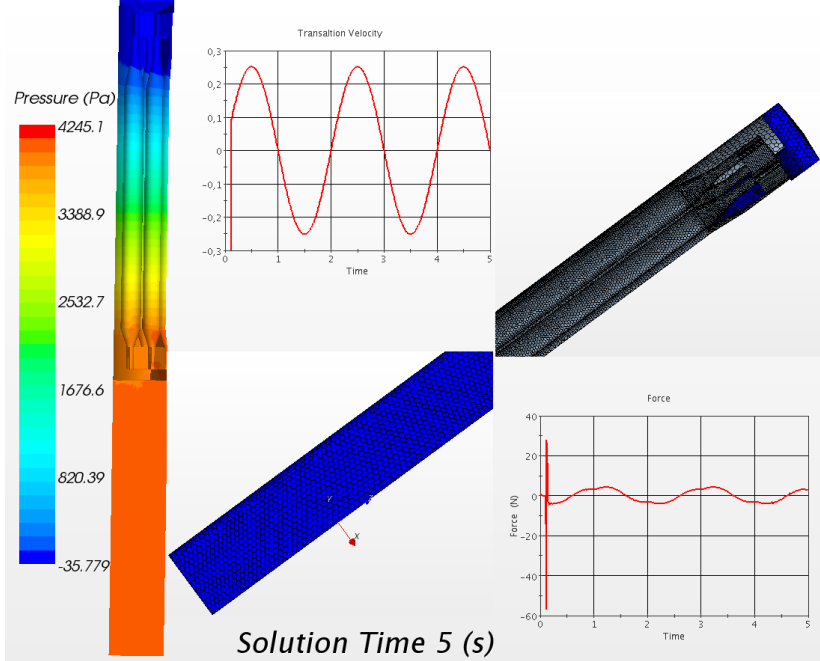 Pressure (Pa)
4245.1
3388.9
2532.7
1676.6
620.39
-35.779
Transaltion Velocity
0,3
0,2
0,1
0
-0,1
-0,2
-0,3
0 1 2 3 4 5
Time
Force
Force (N)
40
20
0
-20
-40
-60
0 1 2 3 4 5
Time
X
Solution Time 5 (s)